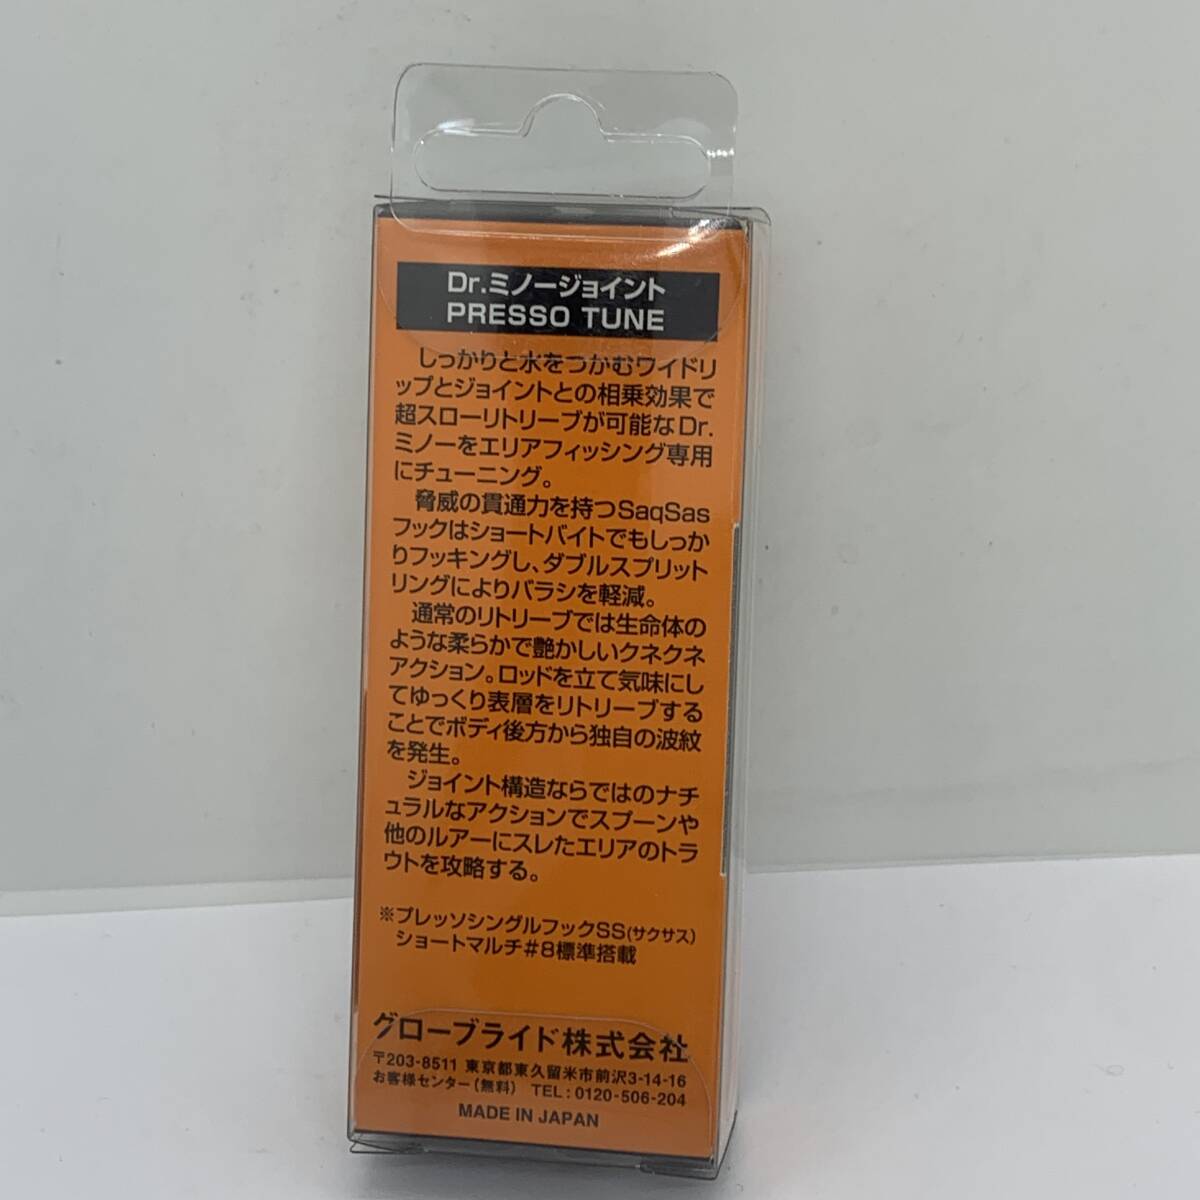 Dr.ミノージョイント
PRESSO TUNE
しっかりと水をつかむワイドリ
ップとジョイントとの相乗効果で
超スローリトリーブが可能なDr.
ミノーをエリアフィッシング専用
にチューニング。
脅威の貫通力を持つSaqSas
フックはショートバイトでもしっか
りフッキングし、ダブルスプリット
リングによりバラシを軽減。
通常のリトリーブでは生命体の
ような柔らかで艶かしいクネクネ
アクション。ロッドを立て気味にし
てゆっくり表層をリトリーブする
ことでボディ後方から独自の波紋
を発生。
ジョイント構造ならではのナチ
ュラルなアクションでスプーンや
他のルアーにスレたエリアのトラ
ウトを攻略する。
※プレッソシングルフックSS(サクサス)
ショートマルチ#8標準搭載
グローブライド株式会社
〒203-8511 東京都東久留米市前沢3-14-16
お客様センター(無料) TEL:0120-506-204
MADE IN JAPAN